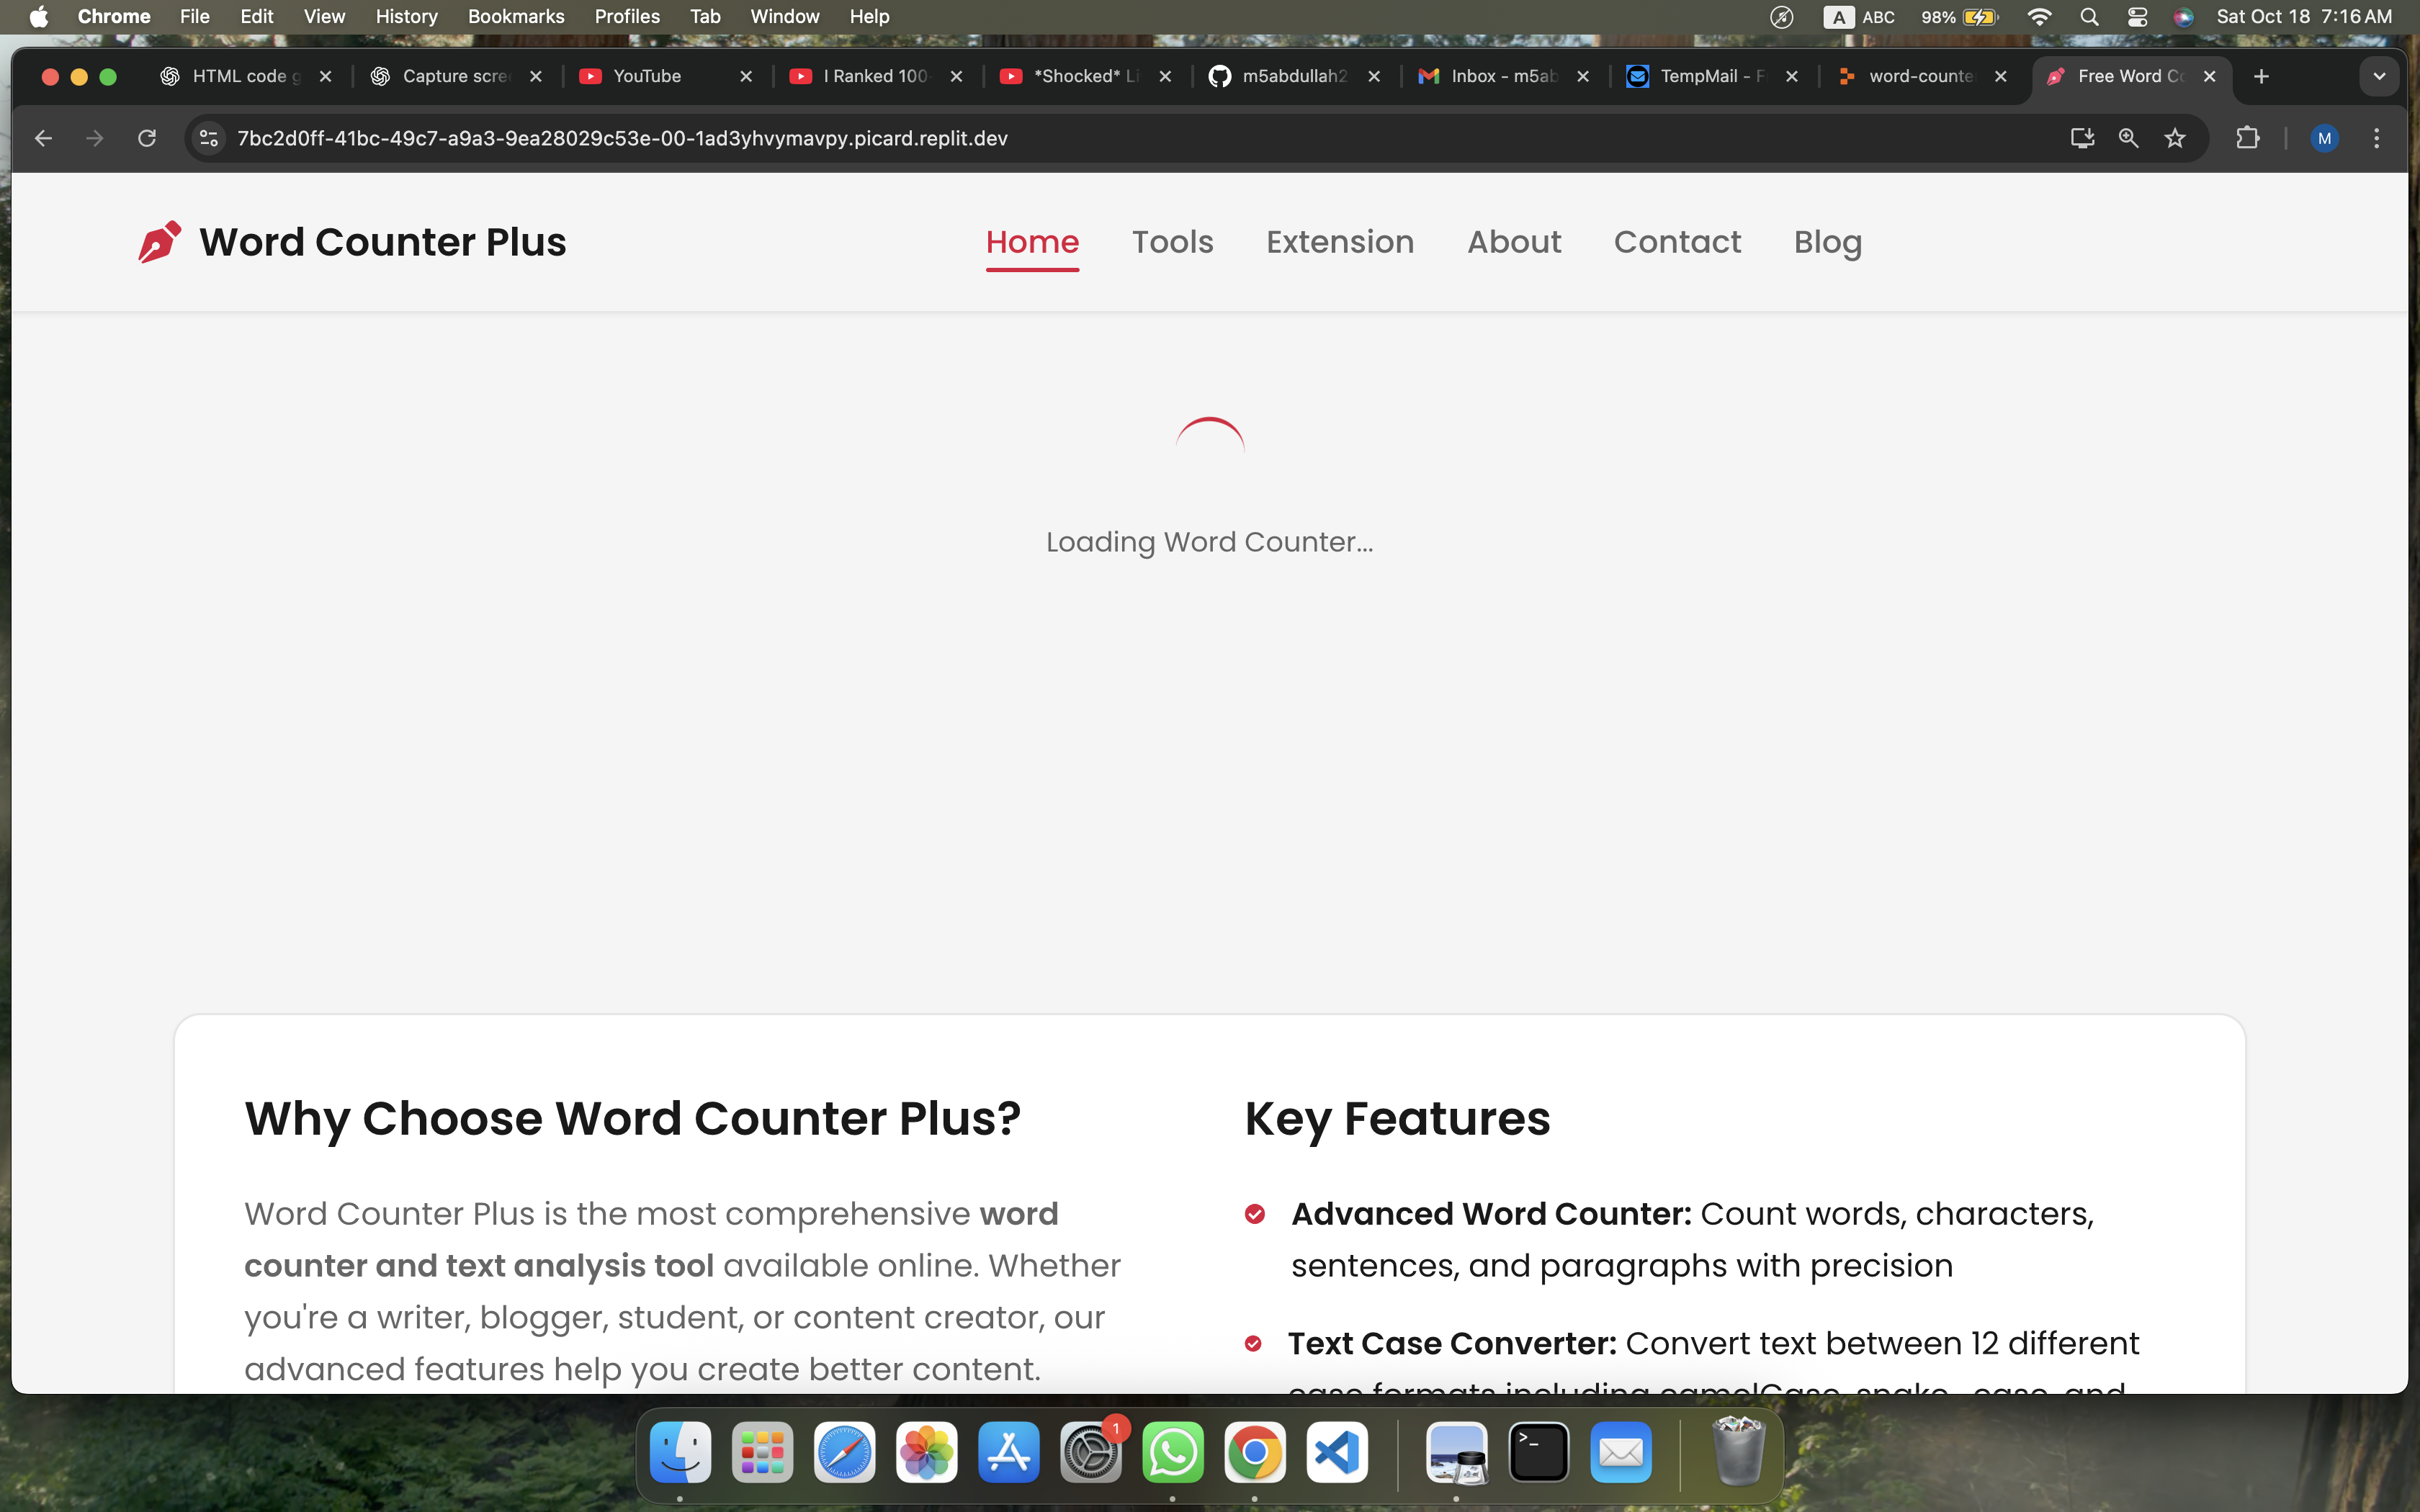 Chrome File Edit View History Bookmarks Profiles Tab Window Help A ABC 98% Sat Oct 18 7:16 AM
HTML code g Capture scre YouTube I Ranked 100 *Shocked* Li m5abdullah2 Inbox - m5ab TempMail - F word-counte Free Word Co
7bc2d0ff-41bc-49c7-a9a3-9ea28029c53e-00-1ad3yhvymavpy.picard.replit.dev M
Word Counter Plus Home Tools Extension About Contact Blog
Loading Word Counter...
Why Choose Word Counter Plus?
Word Counter Plus is the most comprehensive word
counter and text analysis tool available online. Whether
you're a writer, blogger, student, or content creator, our
advanced features help you create better content.
Key Features
Advanced Word Counter: Count words, characters,
sentences, and paragraphs with precision
Text Case Converter: Convert text between 12 different
case formats including camelCase, snake_case, and
1
>_